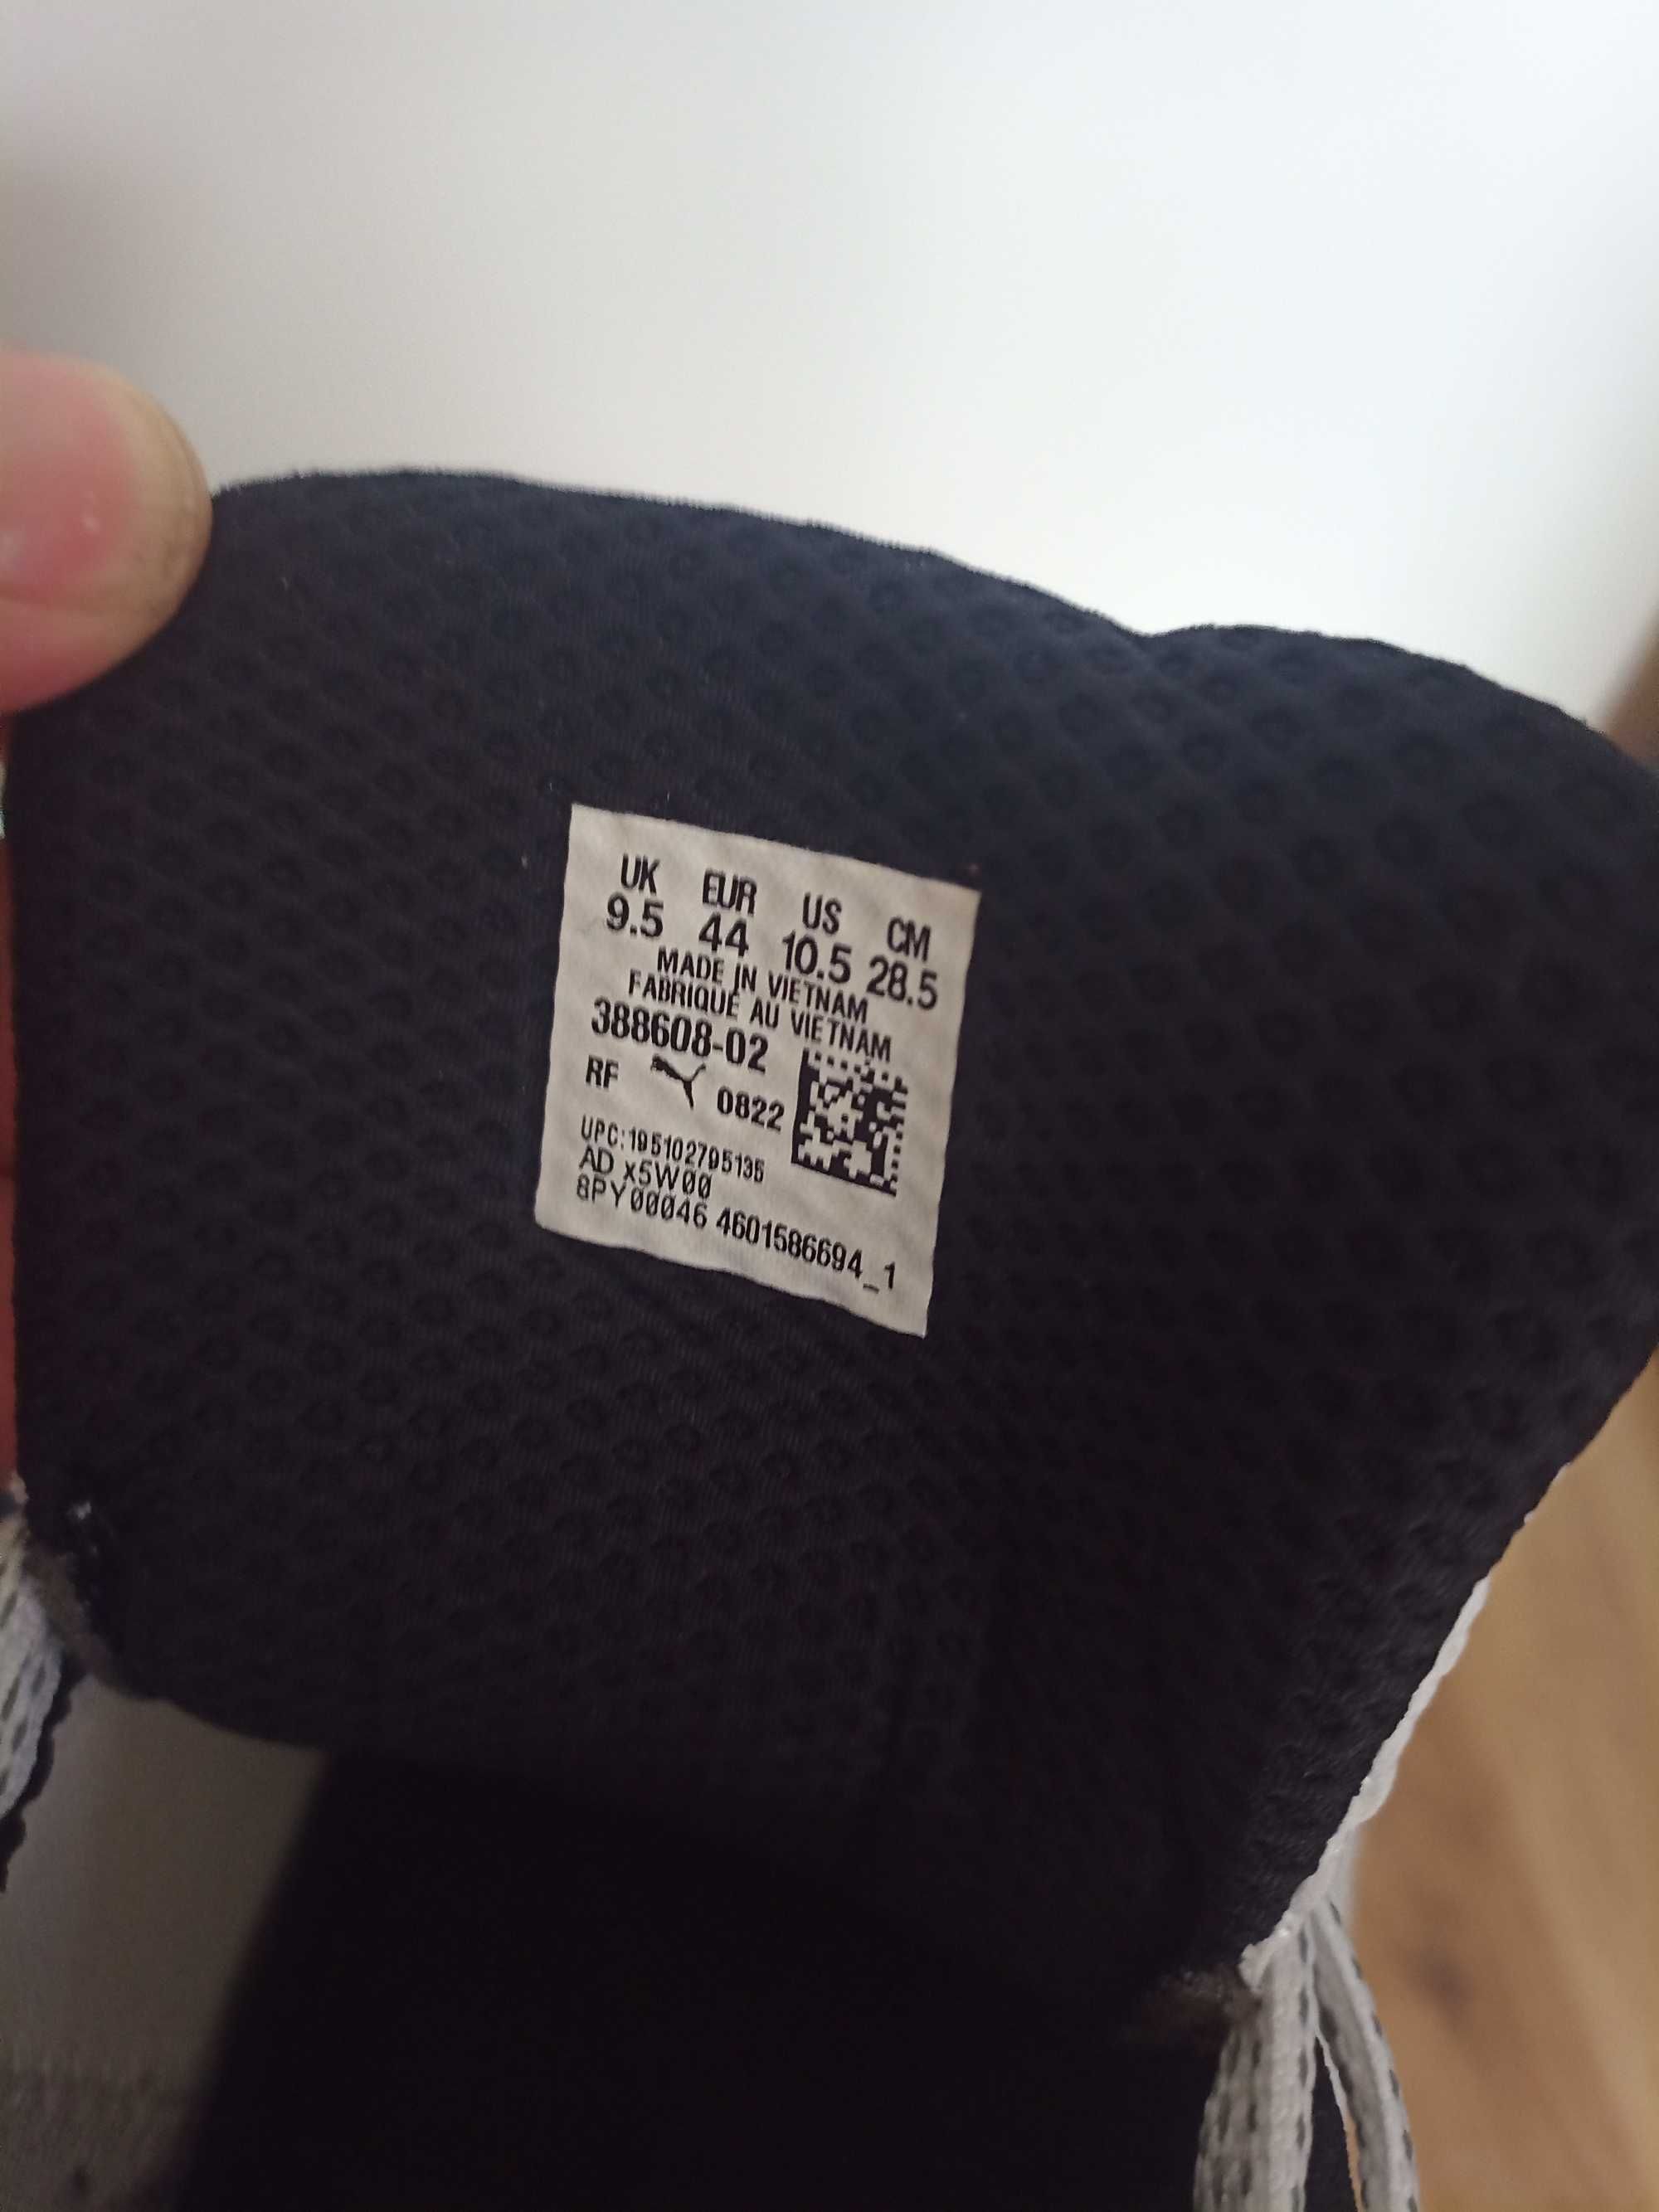 UK EUR US CM
9.5 44 10.5 28.5
MADE IN VIETNAM
FABRIQUÉ AU VIETNAM
388608-02
RF 0822
UPC:195102795135
AD x5W00
8PY00046 4601586694_1